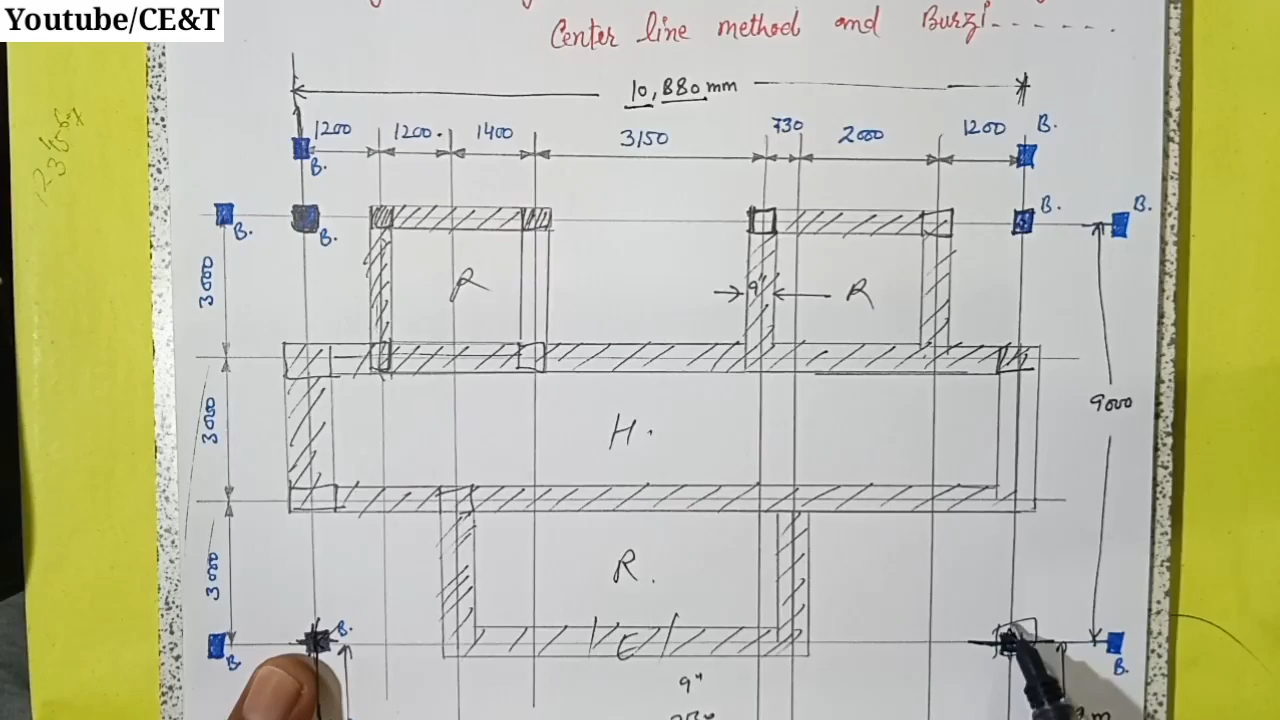 Youtube/CE&T
Center line method and Burzi......
10,880 mm
1200 1200. 1400 3150 730 2000 1200 B.
B.
B. B. B. B.
3000 R 9" R
3000 H. 9000
3000 R.
B. B. E B.
9"
m